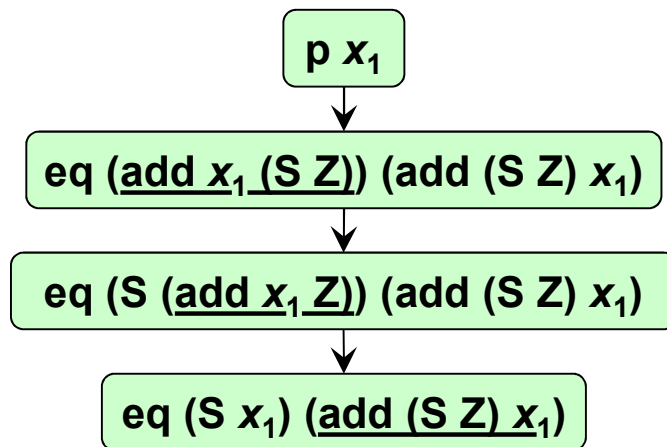 p x₁
eq (add x₁ (S Z)) (add (S Z) x₁)
eq (S (add x₁ Z)) (add (S Z) x₁)
eq (S x₁) (add (S Z) x₁)